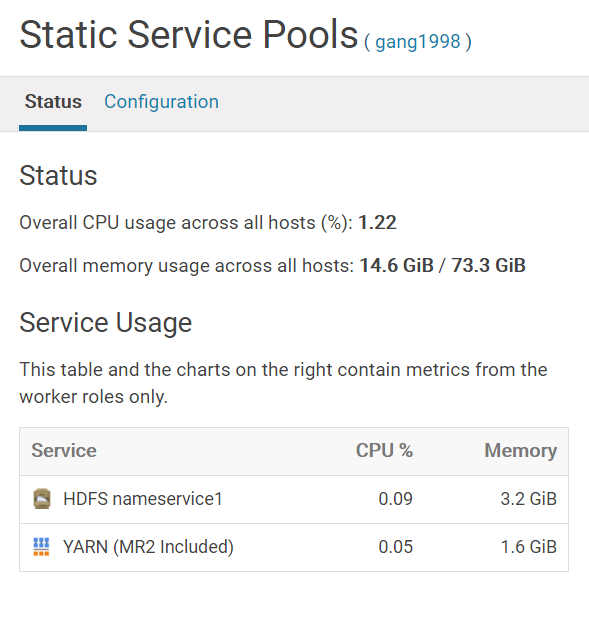 Static Service Pools ( gang1998 )
Status Configuration
Status
Overall CPU usage across all hosts (%): 1.22
Overall memory usage across all hosts: 14.6 GiB / 73.3 GiB
Service Usage
This table and the charts on the right contain metrics from the
worker roles only.
Service CPU % Memory
HDFS nameservice1 0.09 3.2 GiB
YARN (MR2 Included) 0.05 1.6 GiB